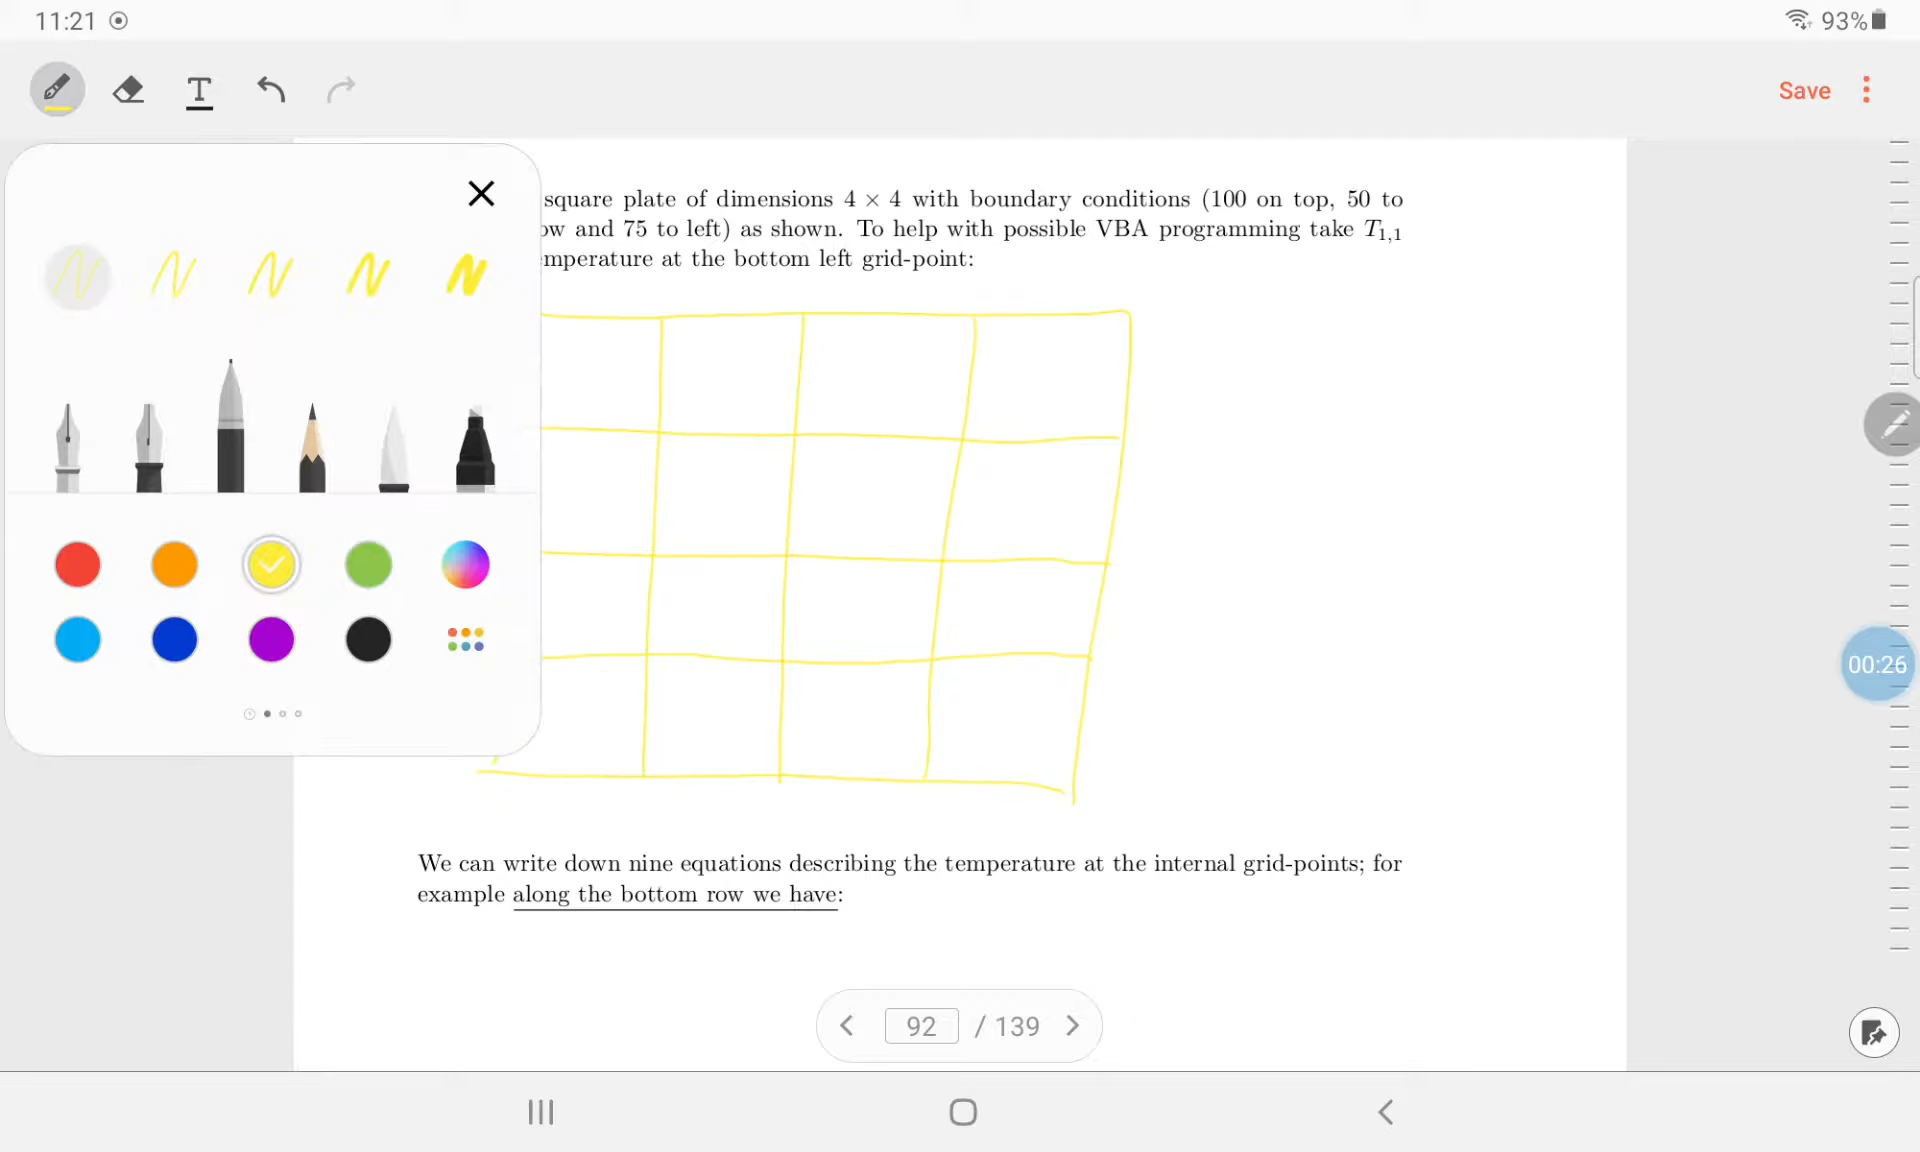 11:21
93%
T
Save
square plate of dimensions 4 × 4 with boundary conditions (100 on top, 50 to
ow and 75 to left) as shown. To help with possible VBA programming take T1,1
mperature at the bottom left grid-point:
00:26
We can write down nine equations describing the temperature at the internal grid-points; for
example along the bottom row we have:
92 / 139